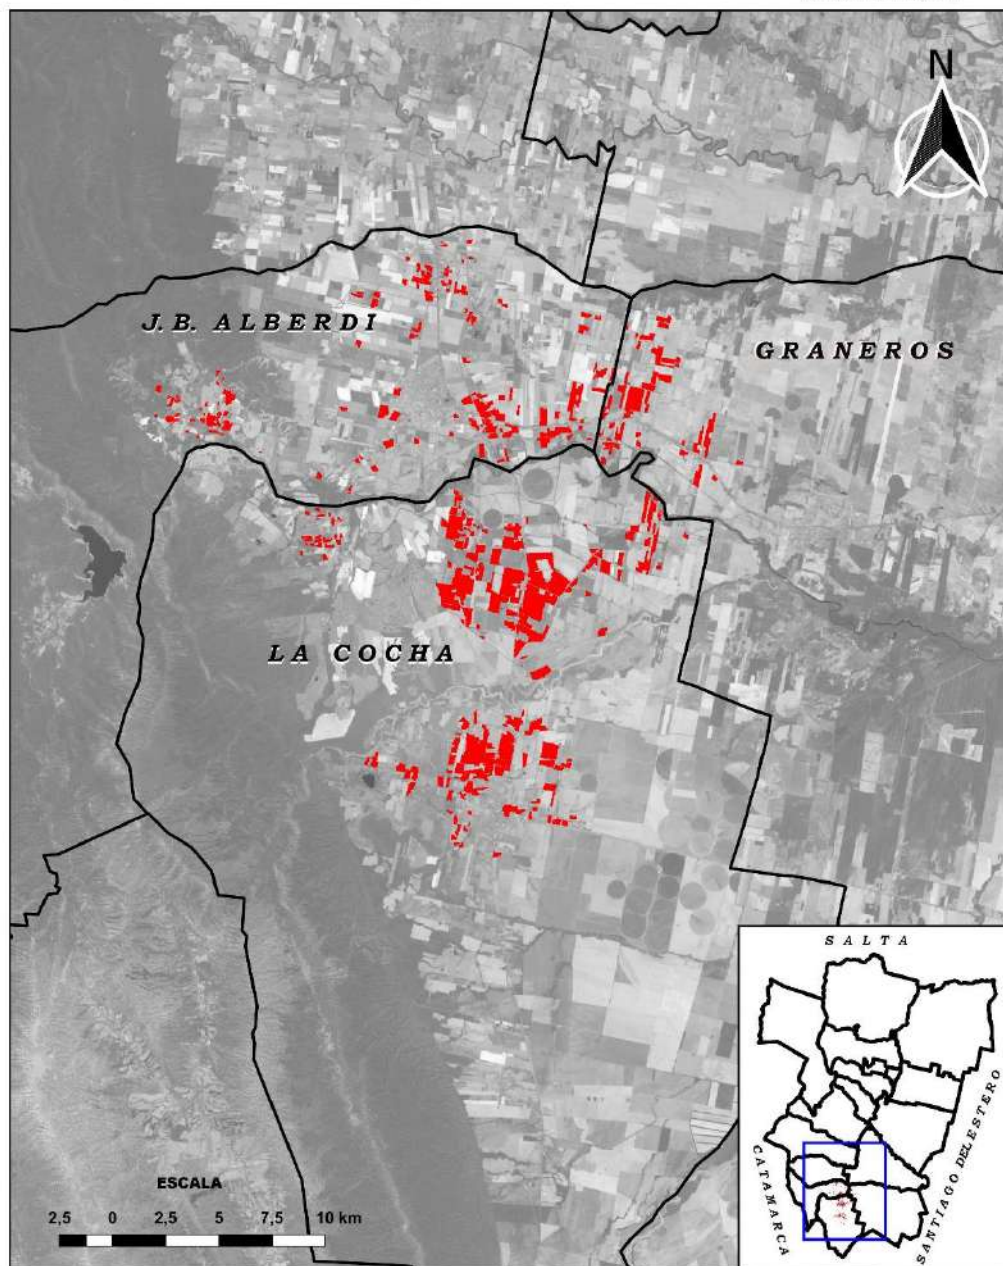 N
J. B. ALBERDI
GRANEROS
LA COCHA
ESCALA
2,5 0 2,5 5 7,5 10 km
SALTA
CATAMARCA
SANTIAGO DEL ESTERO